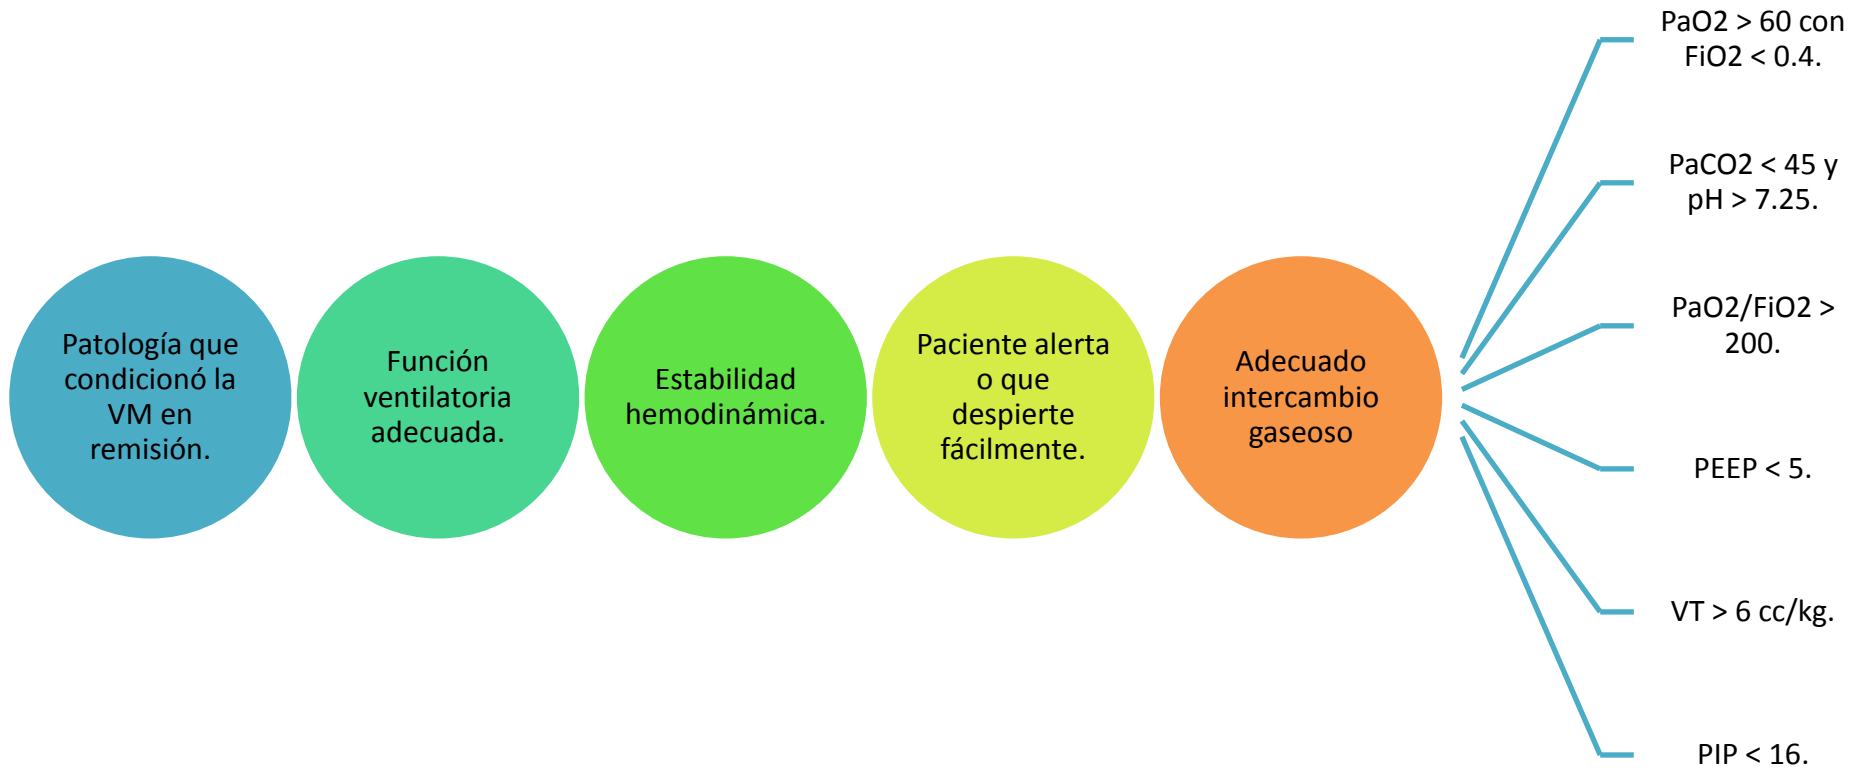 Patología que
condicionó la
VM en
remisión.
Función
ventilatoria
adecuada.
Estabilidad
hemodinámica.
Paciente alerta
o que
despierte
fácilmente.
Adecuado
intercambio
gaseoso
PaO2 > 60 con
FiO2 < 0.4.
PaCO2 < 45 y
pH > 7.25.
PaO2/FiO2 >
200.
PEEP < 5.
VT > 6 cc/kg.
PIP < 16.